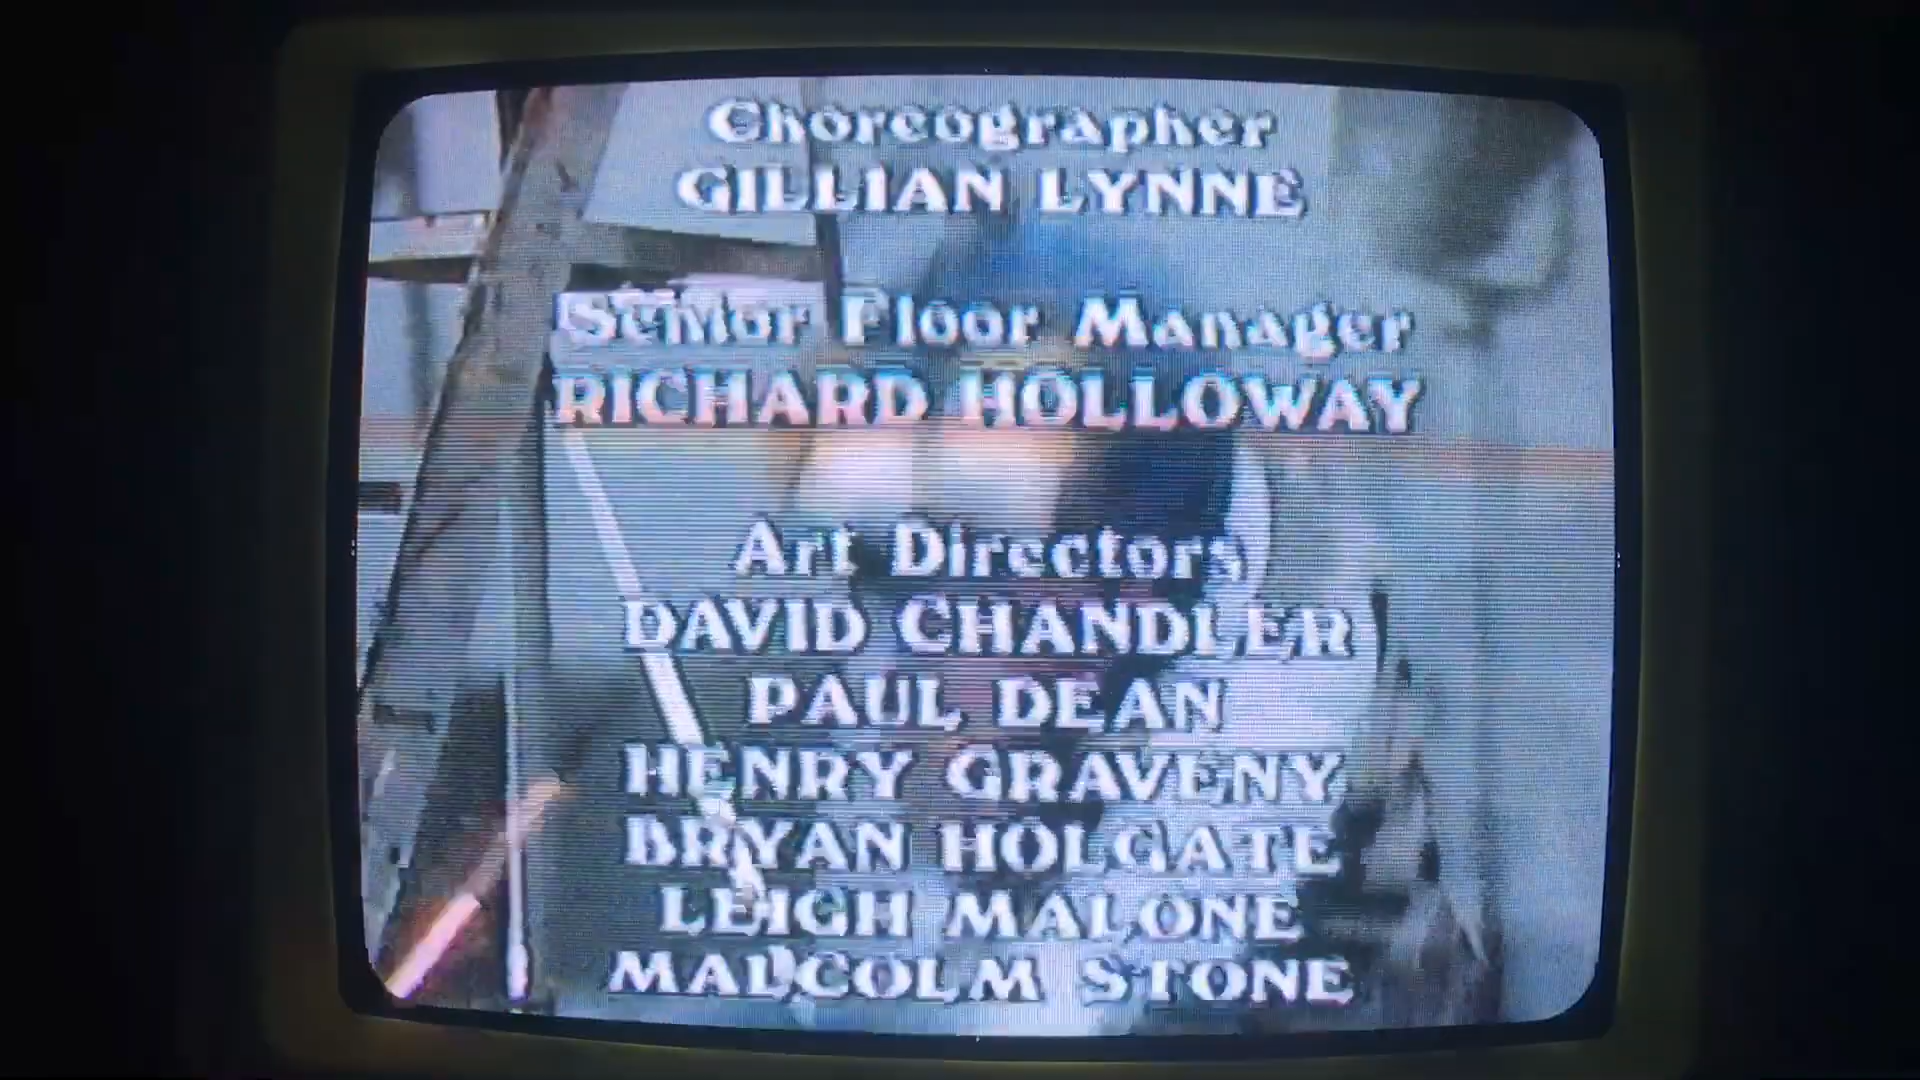 Choreographer
GILLIAN LYNNE
Senior Floor Manager
RICHARD HOLLOWAY
Art Directors
DAVID CHANDLER
PAUL DEAN
HENRY GRAVENY
BRYAN HOLGATE
LEIGH MALONE
MALCOLM STONE